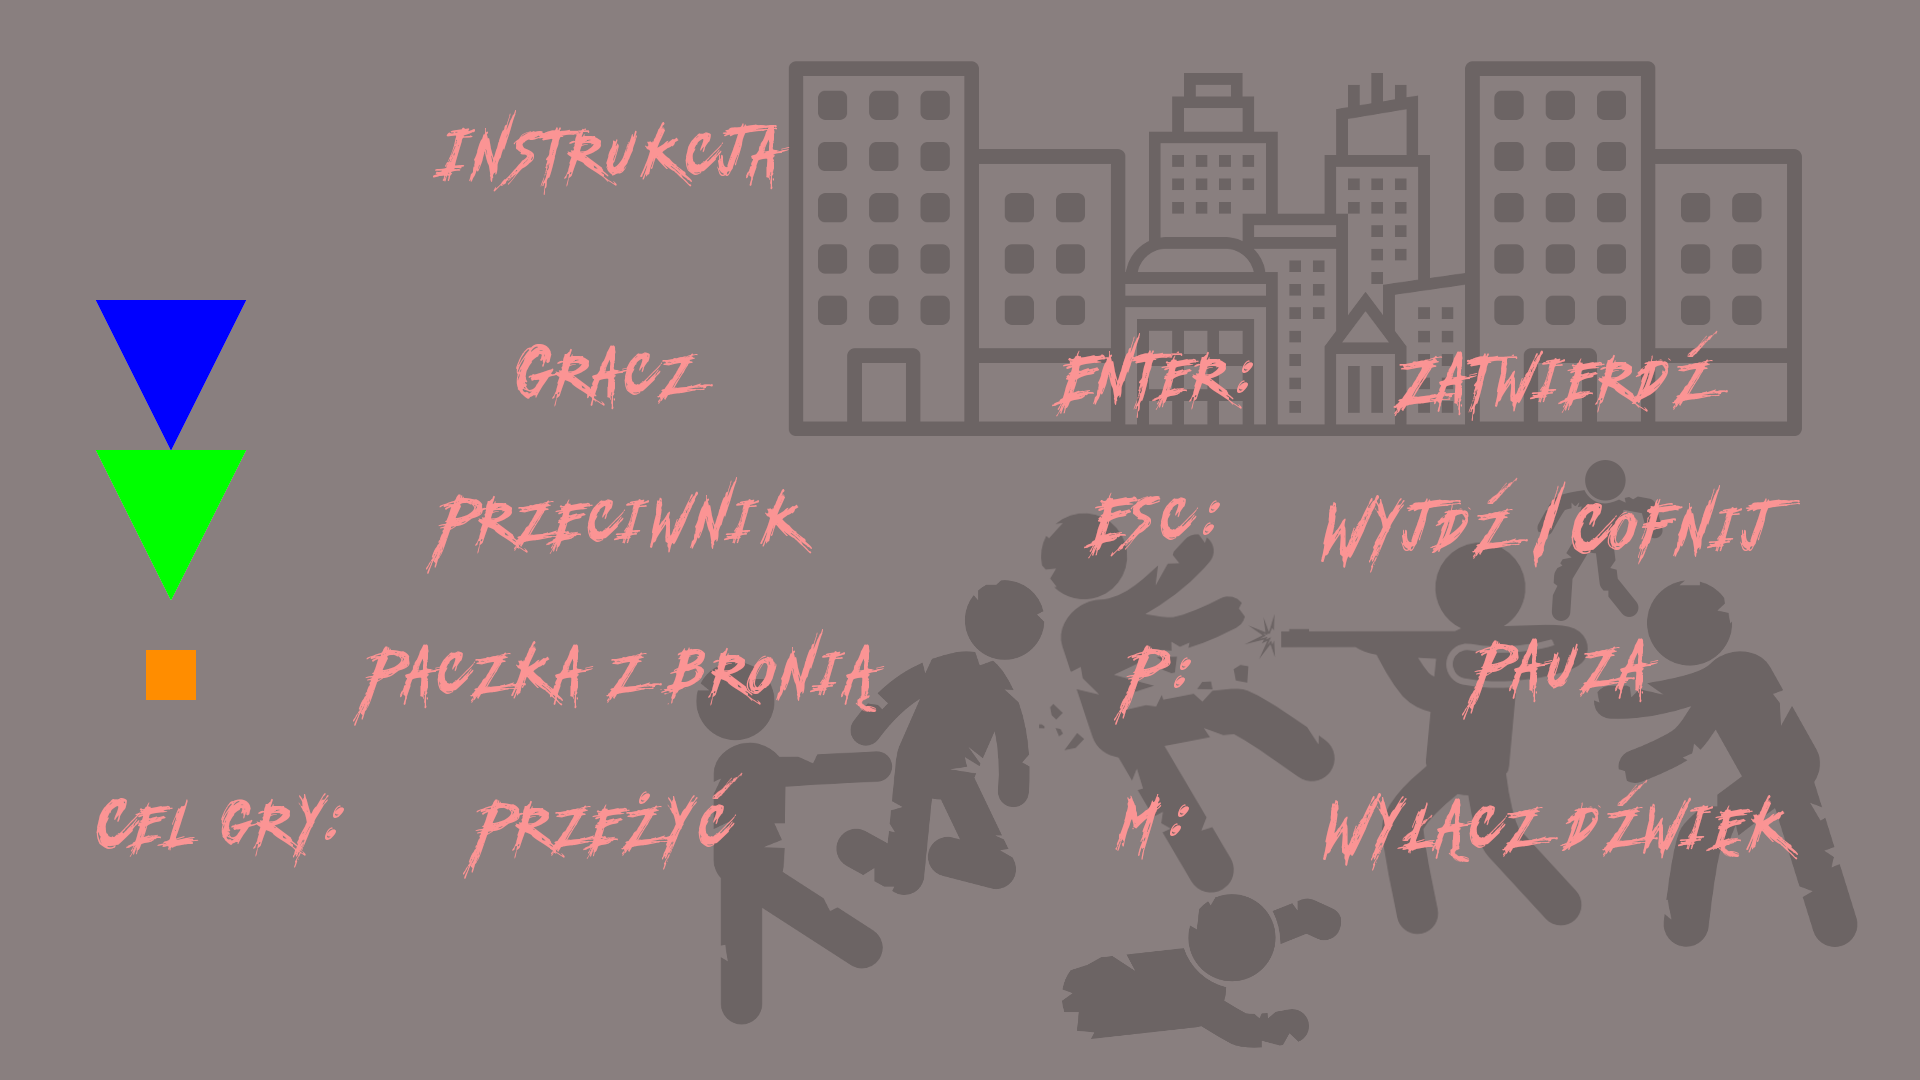 INSTRUKCJA
GRACZ ENTER: ZATWIERDŹ
PRZECIWNIK ESC: WYJDŹ / COFNIJ
PACZKA Z BRONIĄ P: PAUZA
CEL GRY: PRZEŻYĆ M: WYŁĄCZ DŹWIĘK